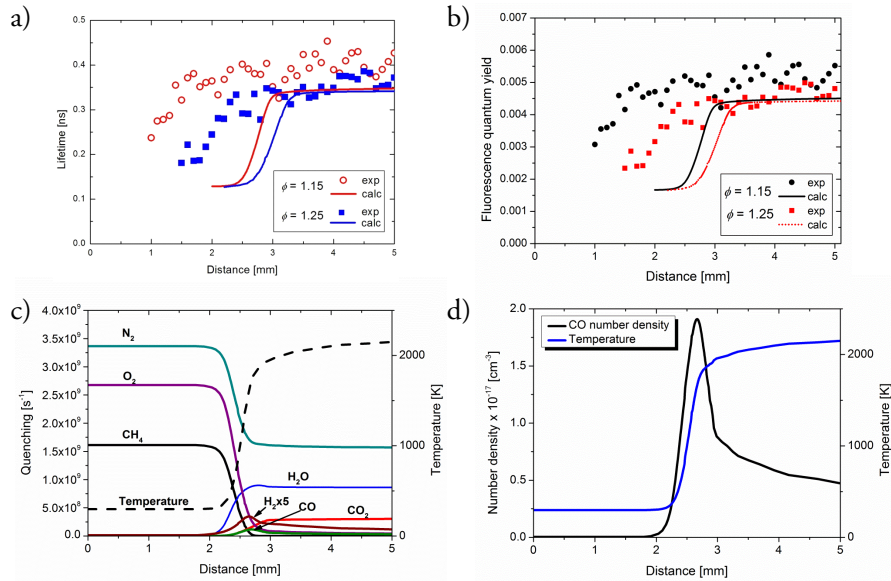 a)
0.5
0.4
0.3
0.2
0.1
0.0
Lifetime [ns]
0
1
2
3
4
5
Distance [mm]
ϕ = 1.15
exp
calc
ϕ = 1.25
exp
calc
b)
0.007
0.006
0.005
0.004
0.003
0.002
0.001
0.000
Fluorescence quantum yield
0
1
2
3
4
5
Distance [mm]
ϕ = 1.15
exp
calc
ϕ = 1.25
exp
calc
c)
4.0x10⁹
3.5x10⁹
3.0x10⁹
2.5x10⁹
2.0x10⁹
1.5x10⁹
1.0x10⁹
5.0x10⁸
0.0
Quenching [s⁻¹]
N₂
O₂
CH₄
Temperature
H₂O
H₂x5
CO
CO₂
2000
1000
0
Temperature [K]
0
1
2
3
4
5
Distance [mm]
d)
2.0
1.5
1.0
0.5
0.0
Number density x 10⁻¹⁷ [cm⁻³]
CO number density
Temperature
2000
1000
0
Temperature [K]
0
1
2
3
4
5
Distance [mm]